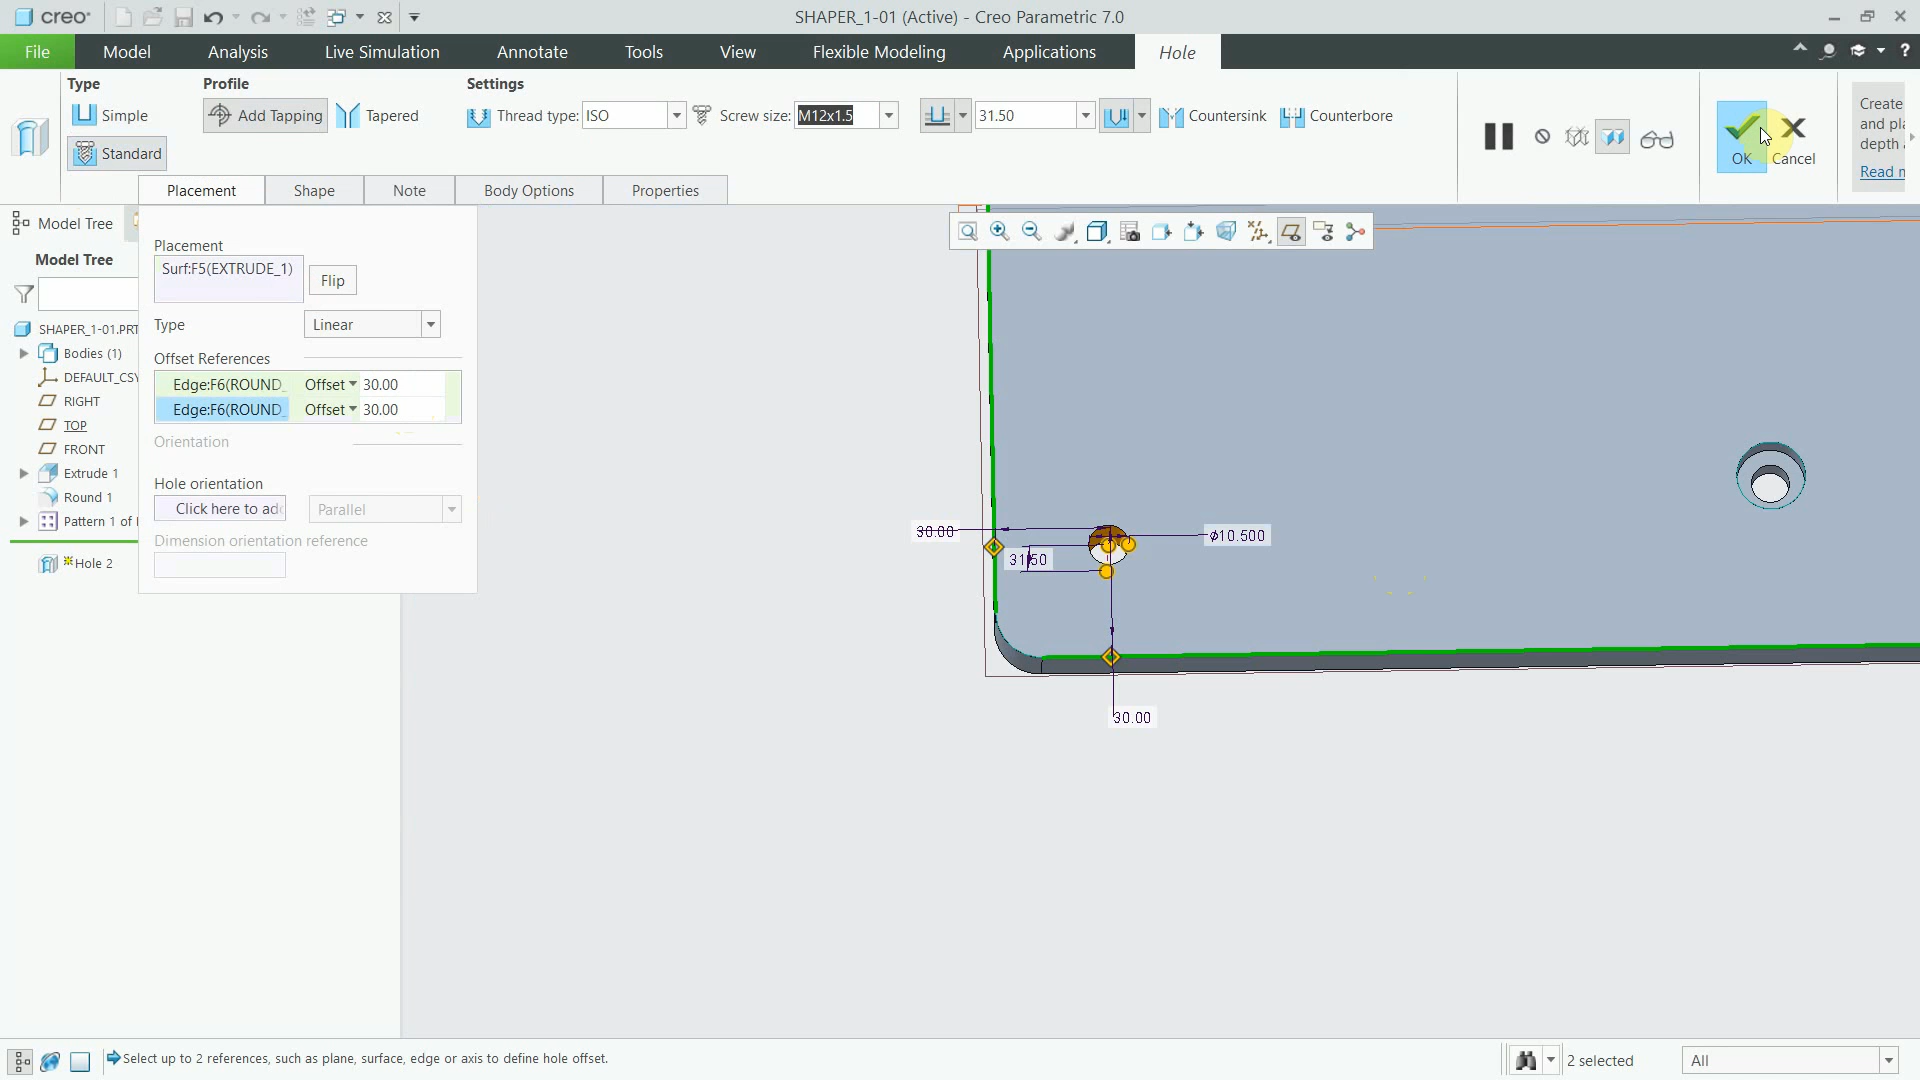 creo°
SHAPER_1-01 (Active) - Creo Parametric 7.0
File Model Analysis Live Simulation Annotate Tools View Flexible Modeling Applications Hole
Type Profile Settings
Simple Add Tapping Tapered Thread type: ISO Screw size: M12x1.5 31.50 Countersink Counterbore
Standard
OK Cancel
Create
and pla
depth a
Read n
Placement Shape Note Body Options Properties
Model Tree
Model Tree
SHAPER_1-01.PRT
Bodies (1)
DEFAULT_CSY
RIGHT
TOP
FRONT
Extrude 1
Round 1
Pattern 1 of
Hole 2
Placement
Surf:F5(EXTRUDE_1) Flip
Type Linear
Offset References
Edge:F6(ROUND_ Offset 30.00
Edge:F6(ROUND_ Offset 30.00
Orientation
Hole orientation
Click here to ad Parallel
Dimension orientation reference
30.00
ϕ10.500
31.50
30.00
Select up to 2 references, such as plane, surface, edge or axis to define hole offset.
2 selected All